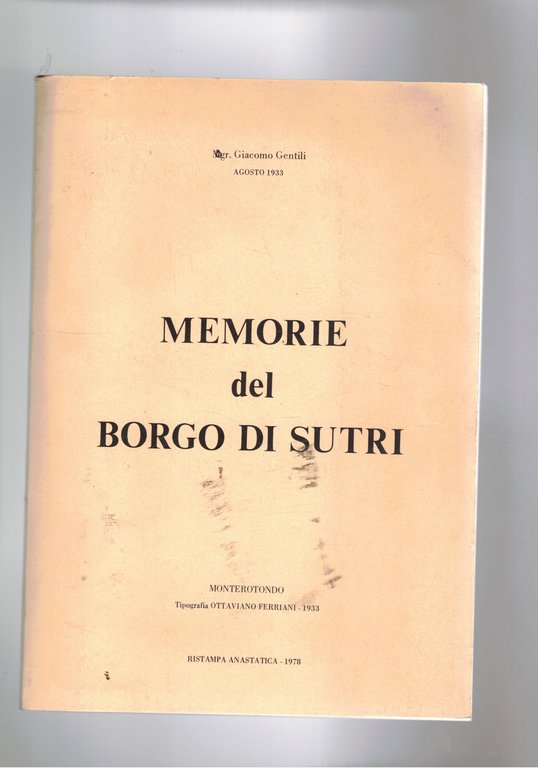 Mgr. Giacomo Gentili
AGOSTO 1933
MEMORIE
del
BORGO DI SUTRI
MONTEROTONDO
Tipografia OTTAVIANO FERRIANI - 1933
RISTAMPA ANASTATICA - 1978